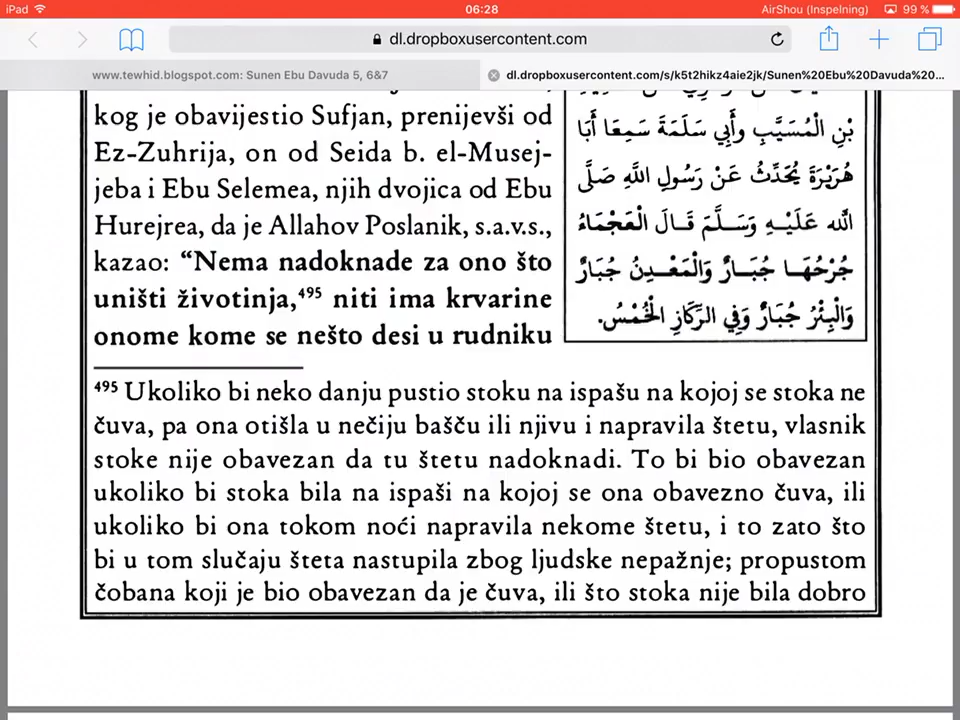 iPad 06:28 AirShou (Inspelning) 99 %
dl.dropboxusercontent.com
www.tewhid.blogspot.com: Sunen Ebu Davuda 5, 6&7
dl.dropboxusercontent.com/s/k5t2hikz4aie2jk/Sunen%20Ebu%20Davuda%20...
kog je obavijestio Sufjan, prenijevši od
Ez-Zuhrija, on od Seida b. el-Musej-
jeba i Ebu Selemea, njih dvojica od Ebu
Hurejrea, da je Allahov Poslanik, s.a.v.s.,
kazao: “Nema nadoknade za ono što
uništi životinja,⁴⁹⁵ niti ima krvarine
onome kome se nešto desi u rudniku
بْنِ الْمُسَيَّبِ وَأَبِي سَلَمَةَ سَمِعَا أَبَا
هُرَيْرَةَ يُحَدِّثُ عَنْ رَسُولِ اللَّهِ صَلَّى
اللَّه عَلَيْهِ وَسَلَّمَ قَالَ الْعَجْمَاءُ
جُرْحُهَا جُبَارٌ وَالْمَعْدِنُ جُبَارٌ
وَالْبِئْرُ جُبَارٌ وَفِي الرِّكَازِ الْخُمْسُ.
⁴⁹⁵ Ukoliko bi neko danju pustio stoku na ispašu na kojoj se stoka ne
čuva, pa ona otišla u nečiju bašču ili njivu i napravila štetu, vlasnik
stoke nije obavezan da tu štetu nadoknadi. To bi bio obavezan
ukoliko bi stoka bila na ispaši na kojoj se ona obavezno čuva, ili
ukoliko bi ona tokom noći napravila nekome štetu, i to zato što
bi u tom slučaju šteta nastupila zbog ljudske nepažnje; propustom
čobana koji je bio obavezan da je čuva, ili što stoka nije bila dobro